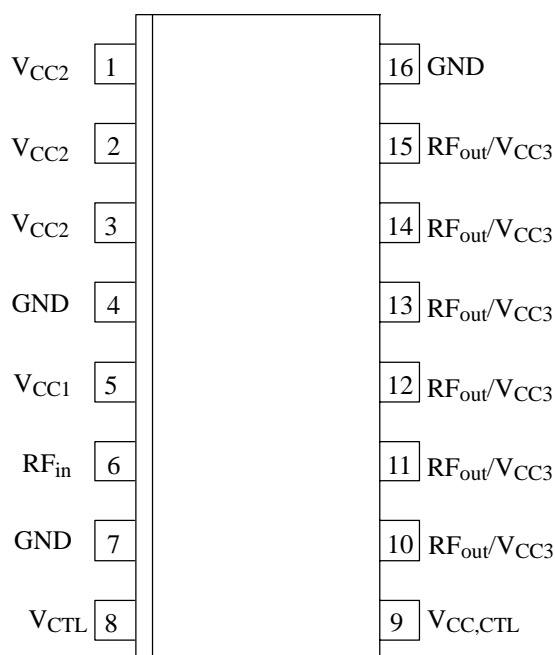 VCC2 1 16 GND
VCC2 2 15 RFout/VCC3
VCC2 3 14 RFout/VCC3
GND 4 13 RFout/VCC3
VCC1 5 12 RFout/VCC3
RFin 6 11 RFout/VCC3
GND 7 10 RFout/VCC3
VCTL 8 9 VCC,CTL